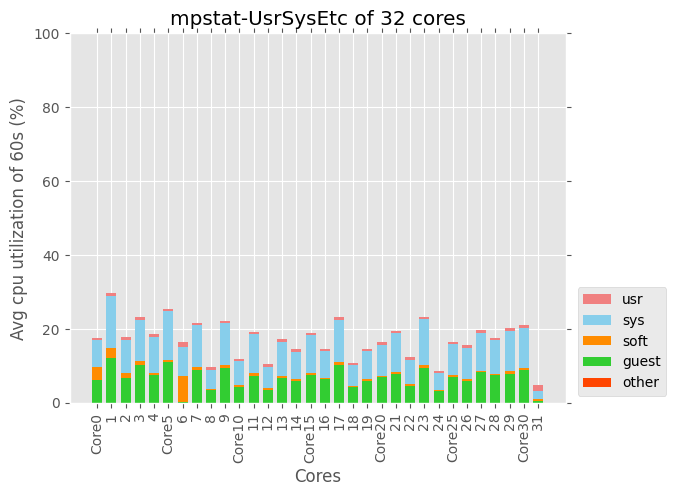 mpstat-UsrSysEtc of 32 cores
Avg cpu utilization of 60s (%)
100
80
60
40
20
0
Core0
1
2
3
4
Core5
6
7
8
9
Core10
11
12
13
14
Core15
16
17
18
19
Core20
21
22
23
24
Core25
26
27
28
29
Core30
31
Cores
usr
sys
soft
guest
other